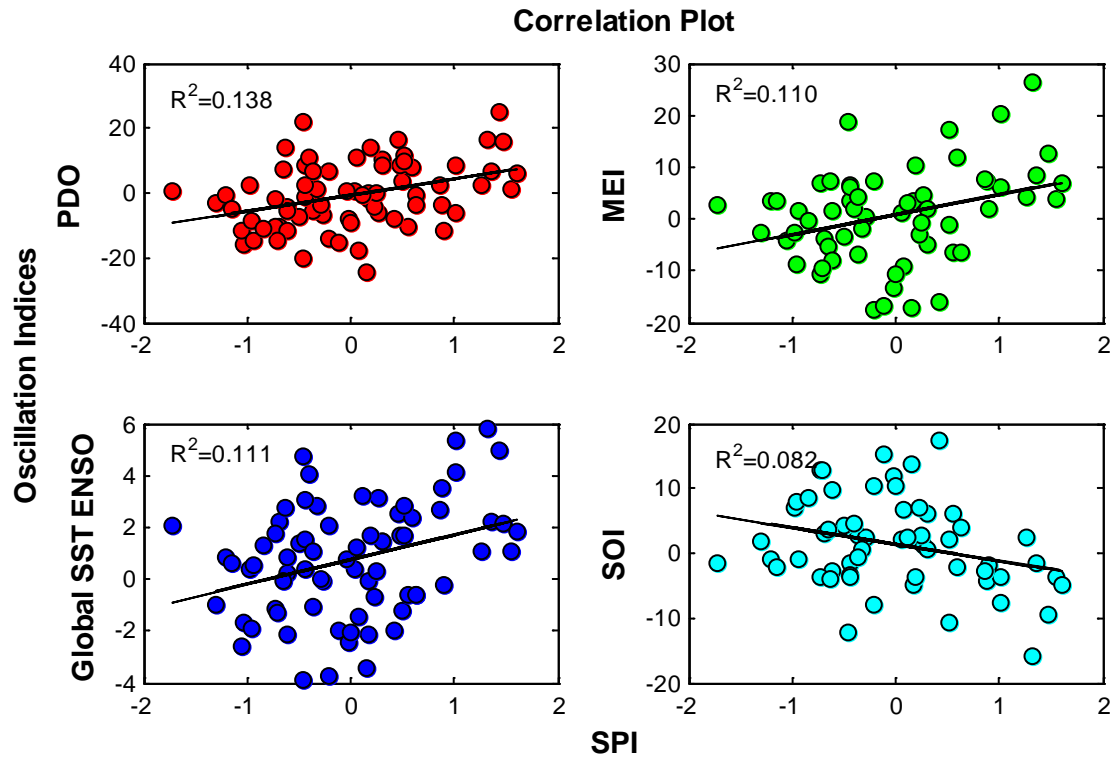 Correlation Plot
Oscillation Indices
PDO
R²=0.138
40
20
0
-20
-40
-2 -1 0 1 2
MEI
30
20
10
0
-10
-20
-2 -1 0 1 2
Global SST ENSO
R²=0.111
6
4
2
0
-2
-4
-2 -1 0 1 2
SOI
R²=0.082
20
10
0
-10
-20
-2 -1 0 1 2
R²=0.110
SPI